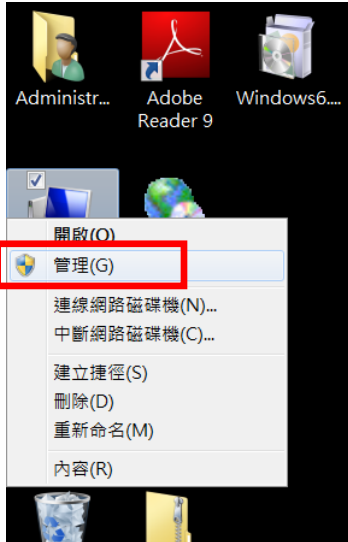 Administr...
Adobe
Reader 9
Windows6....
開啟(O)
管理(G)
連線網路磁碟機(N)...
中斷網路磁碟機(C)...
建立捷徑(S)
刪除(D)
重新命名(M)
內容(R)